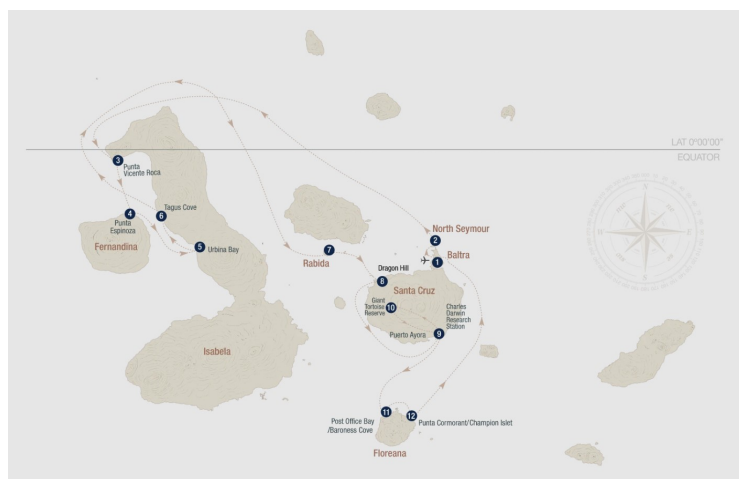 LAT 0º00'00"
EQUATOR
3
Punta
Vicente Roca
4
Punta
Espinoza
Tagus Cove
6
5
Urbina Bay
Fernandina
Isabela
7
Rabida
North Seymour
2
Baltra
1
Dragon Hill
8
Santa Cruz
Giant
Tortoise
Reserve
10
Charles
Darwin
Research
Station
Puerto Ayora
9
11
12
Post Office Bay
/Baroness Cove
Punta Cormorant/Champion Islet
Floreana
N
E
S